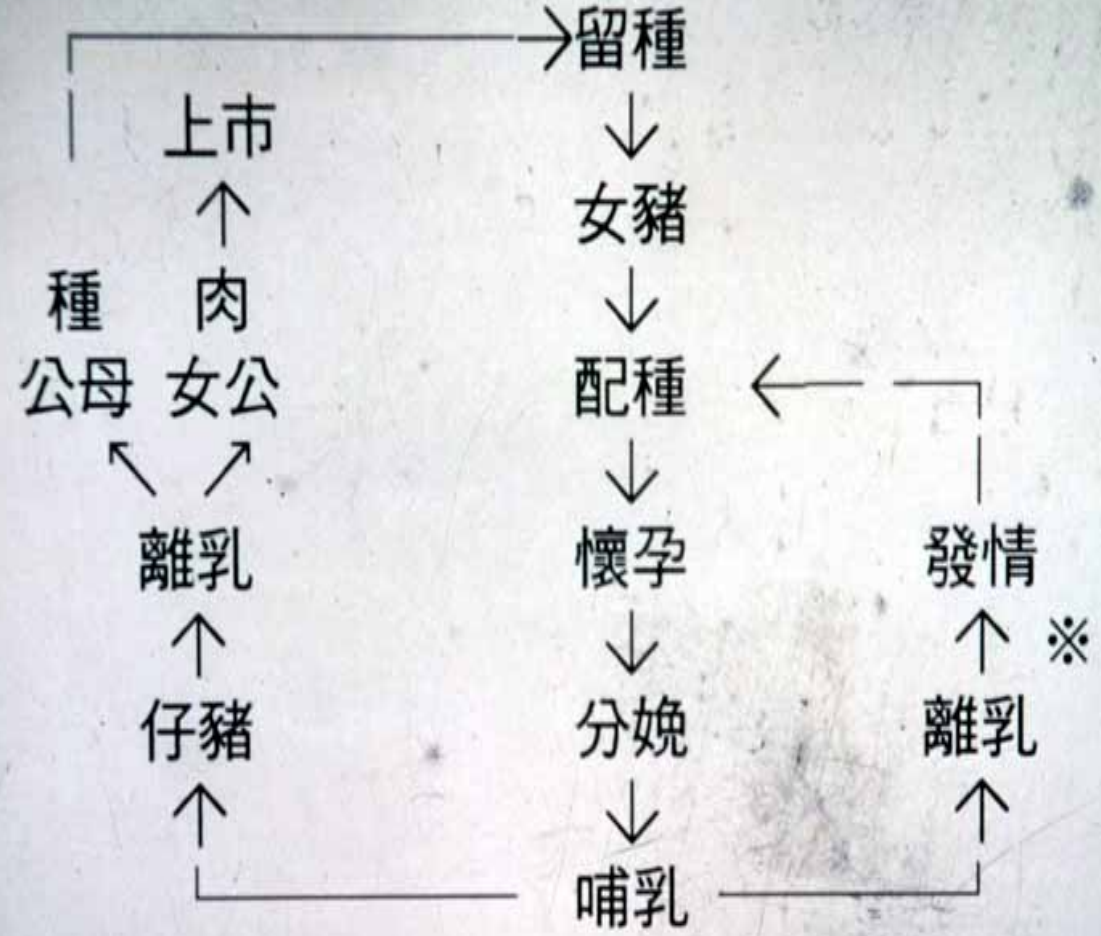 留種
上市
女豬
種 肉
公母 女公 配種
離乳 懷孕 發情
※
仔豬 分娩 離乳
哺乳